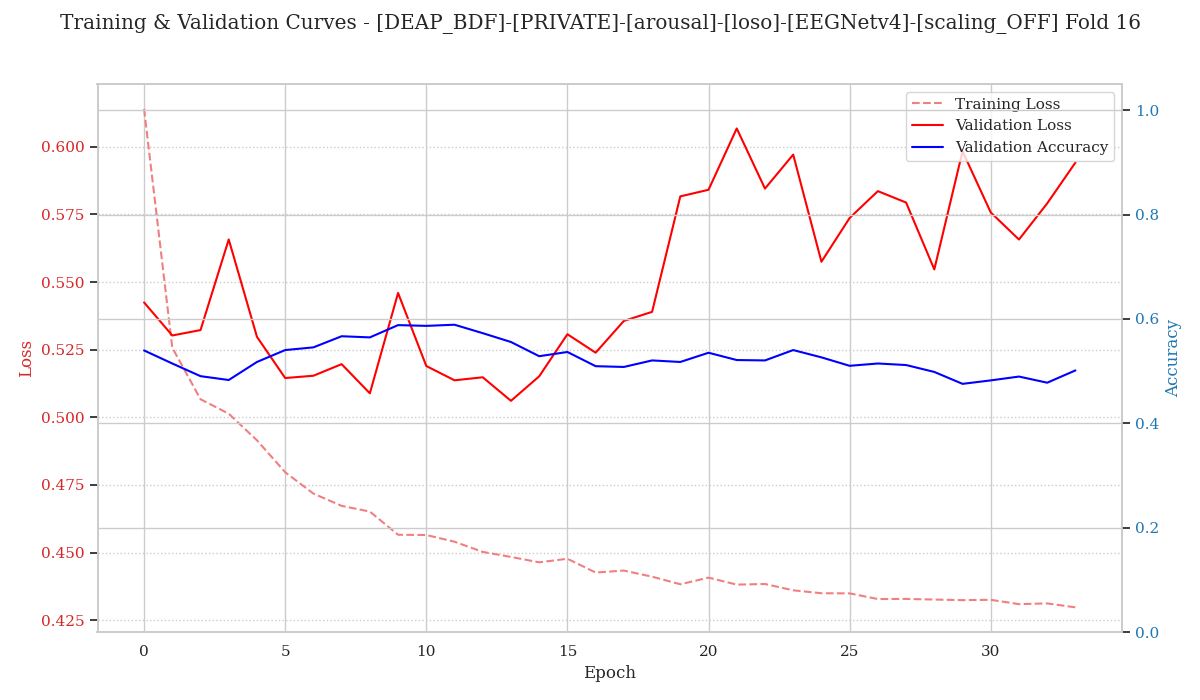 Training & Validation Curves - [DEAP_BDF]-[PRIVATE]-[arousal]-[loso]-[EEGNetv4]-[scaling_OFF] Fold 16
Training Loss
Validation Loss
Validation Accuracy
Loss
0.600
0.575
0.550
0.525
0.500
0.475
0.450
0.425
1.0
0.8
0.6
0.4
0.2
0.0
Accuracy
0 5 10 15 20 25 30
Epoch